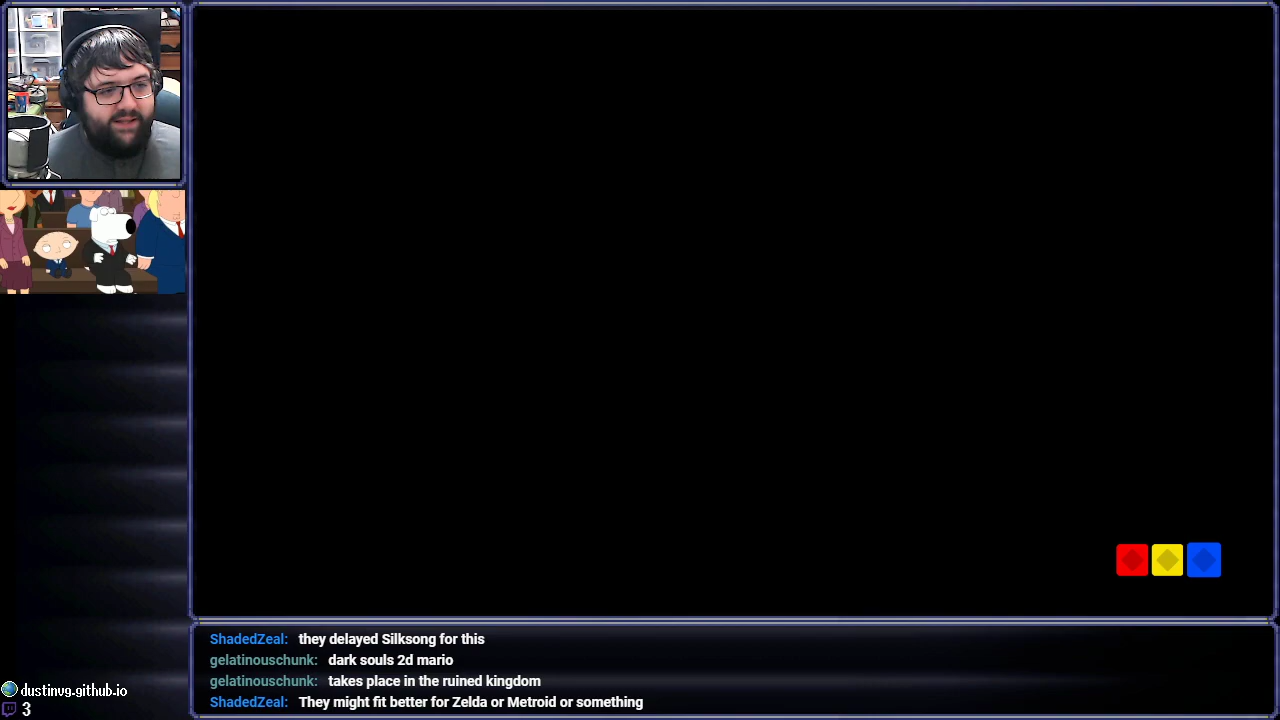 ShadedZeal: they delayed Silksong for this
gelatinouschunk: dark souls 2d mario
gelatinouschunk: takes place in the ruined kingdom
ShadedZeal: They might fit better for Zelda or Metroid or something
dustinvg.github.io
3